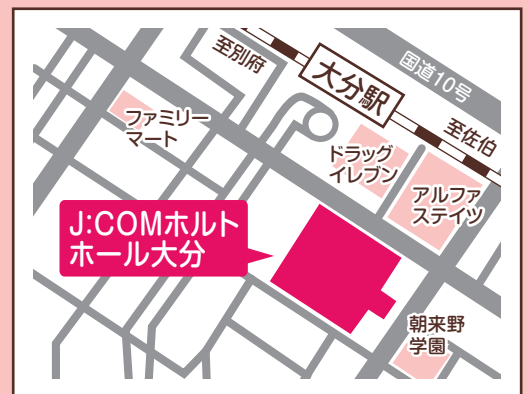 至別府
大分駅
国道10号
至佐伯
ファミリー
マート
ドラッグ
イレブン
アルファ
ステイツ
J:COMホルト
ホール大分
朝来野
学園